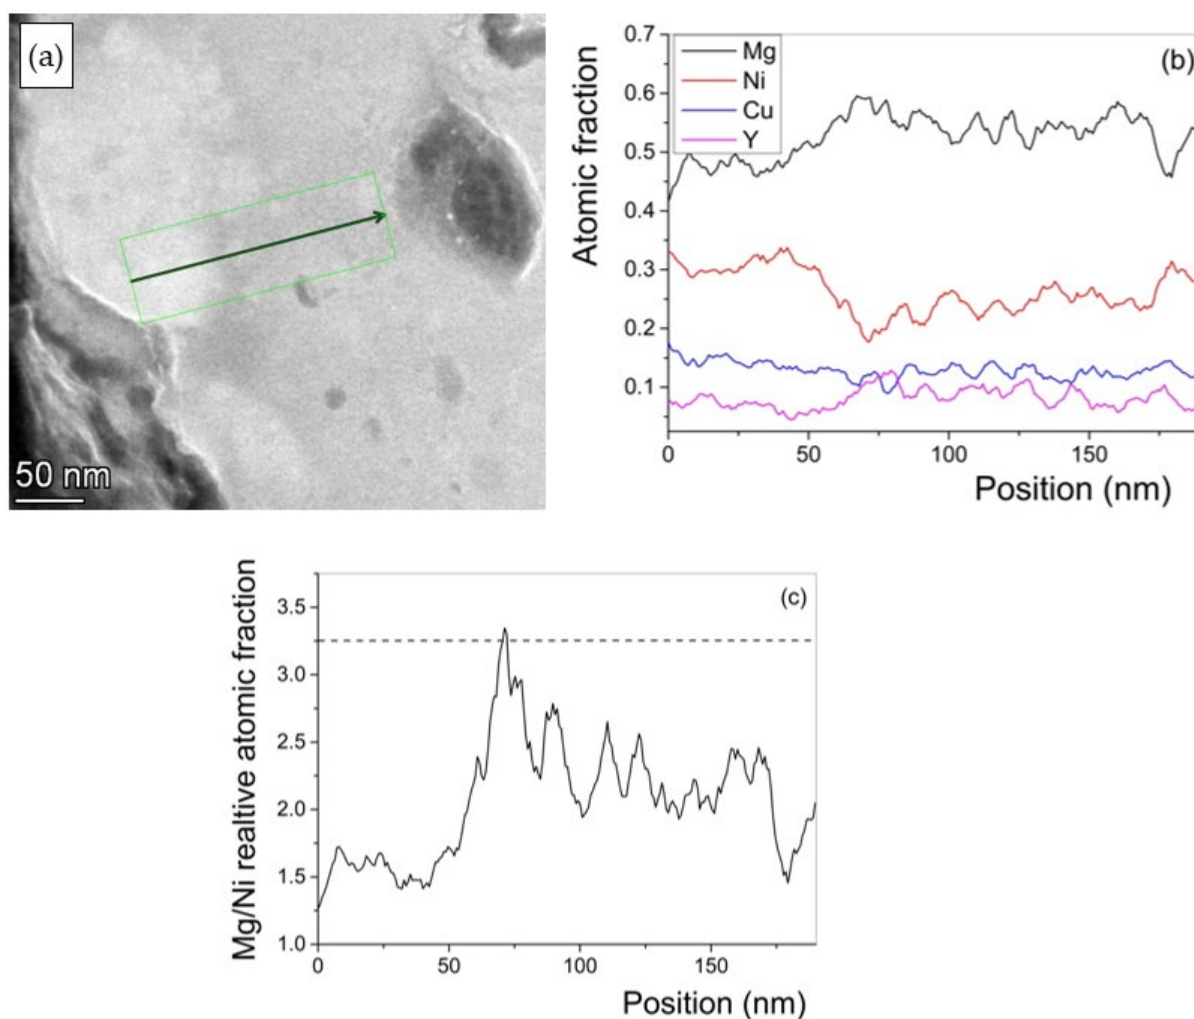 (a)
50 nm
(b)
Mg
Ni
Cu
Y
0.7
0.6
0.5
0.4
0.3
0.2
0.1
Atomic fraction
0
50
100
150
Position (nm)
(c)
3.5
3.0
2.5
2.0
1.5
1.0
Mg/Ni realtive atomic fraction
0
50
100
150
Position (nm)